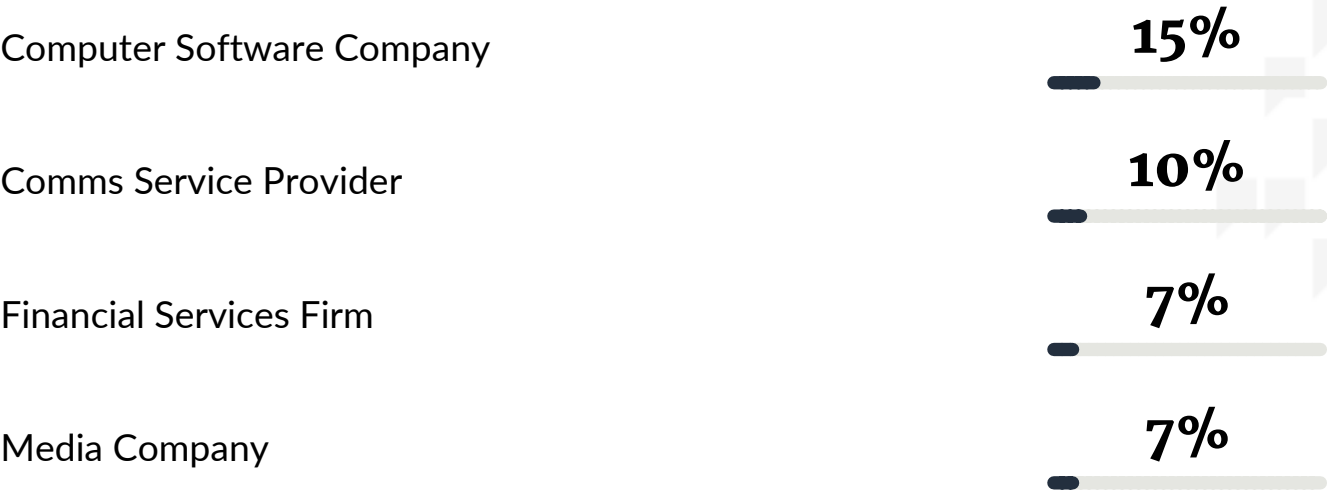 Computer Software Company
15%
Comms Service Provider
10%
Financial Services Firm
7%
Media Company
7%